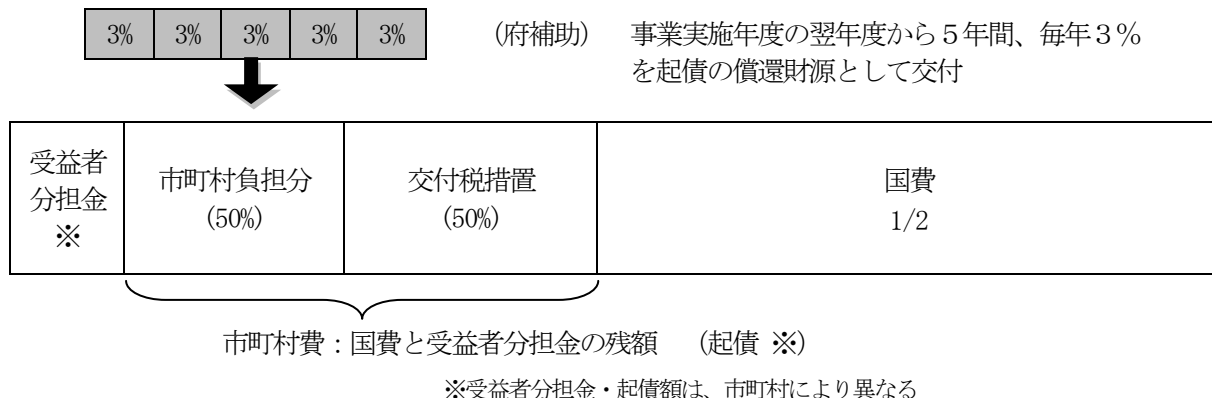 3% 3% 3% 3% 3%
（府補助） 事業実施年度の翌年度から５年間、毎年３％
を起債の償還財源として交付
受益者
分担金
※
市町村負担分
(50%)
交付税措置
(50%)
国費
1/2
市町村費：国費と受益者分担金の残額 （起債 ※）
※受益者分担金・起債額は、市町村により異なる